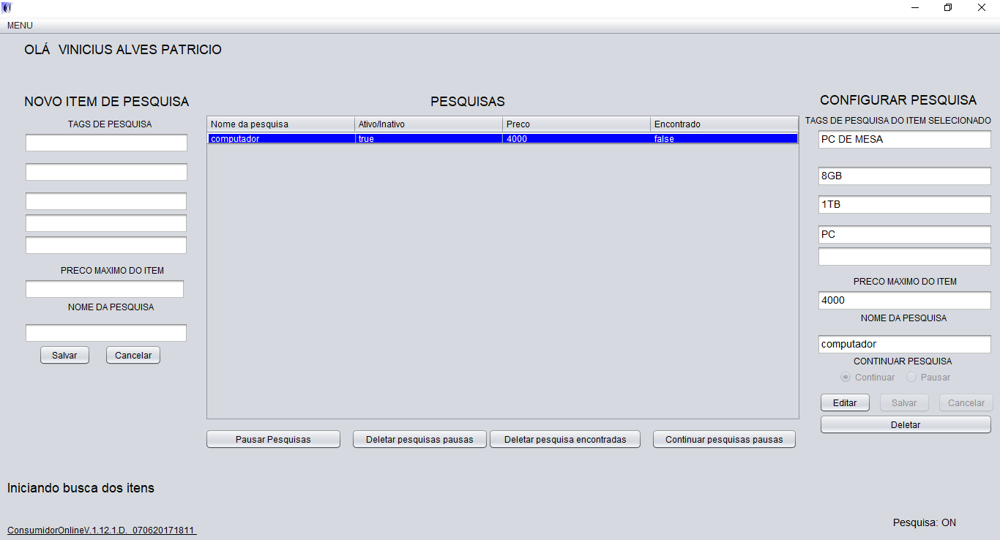 MENU
OLÁ VINICIUS ALVES PATRICIO
NOVO ITEM DE PESQUISA
TAGS DE PESQUISA
PRECO MAXIMO DO ITEM
NOME DA PESQUISA
Salvar Cancelar
PESQUISAS
Nome da pesquisa Ativo/Inativo Preco Encontrado
computador true 4000 false
Pausar Pesquisas Deletar pesquisas pausas Deletar pesquisa encontradas Continuar pesquisas pausas
CONFIGURAR PESQUISA
TAGS DE PESQUISA DO ITEM SELECIONADO
PC DE MESA
8GB
1TB
PC
PRECO MAXIMO DO ITEM
4000
NOME DA PESQUISA
computador
CONTINUAR PESQUISA
Continuar Pausar
Editar Salvar Cancelar
Deletar
Iniciando busca dos itens
ConsumidorOnlineV.1.12.1.D. 070620171811
Pesquisa: ON